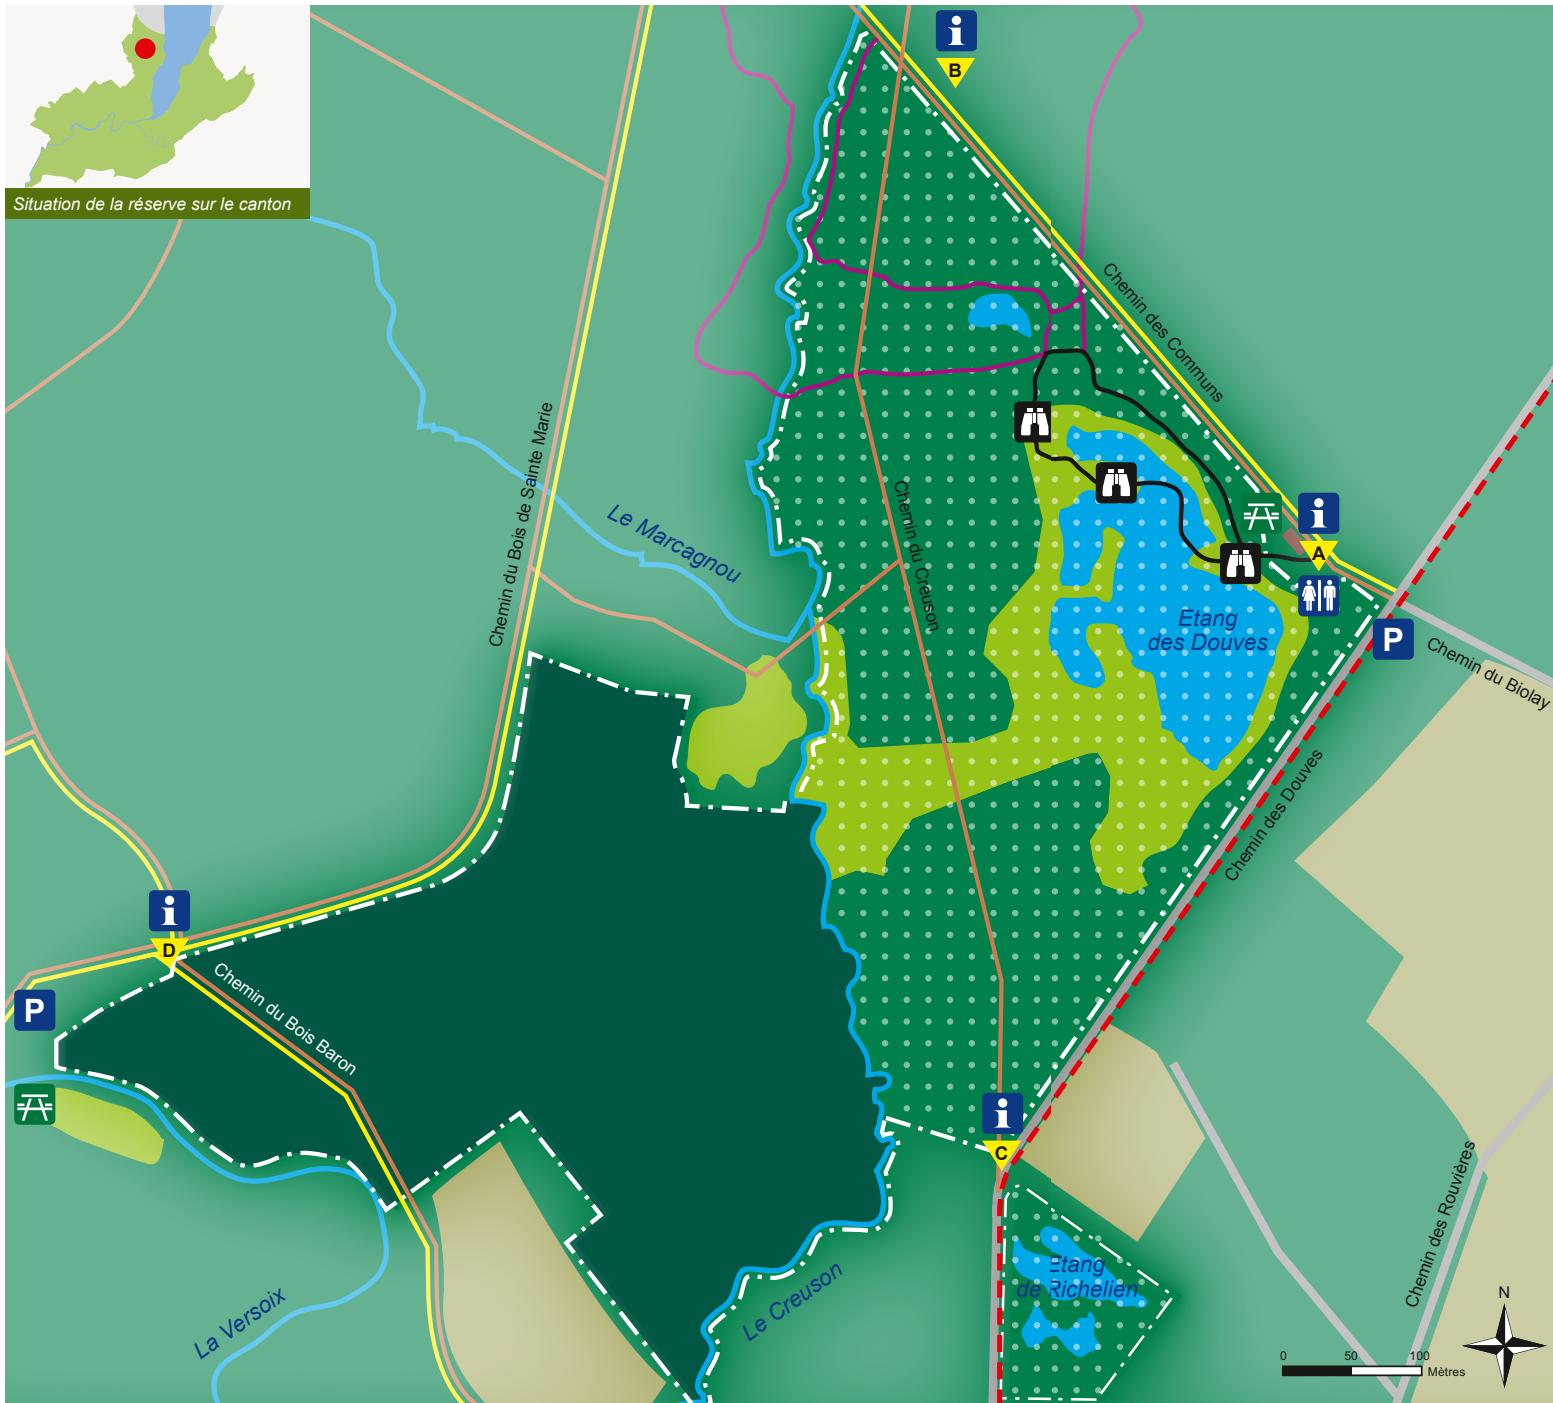 Situation de la réserve sur le canton
i
B
Chemin des Communs
Chemin du Bois de Sainte Marie
Le Marcagnou
Chemin du Creuson
i
A
Etang
des Douves
P
Chemin du Biolay
Chemin des Douves
i
D
Chemin du Bois Baron
P
i
C
Chemin des Rouvières
Etang
de Richelien
La Versoix
Le Creuson
N
0 50 100
Mètres